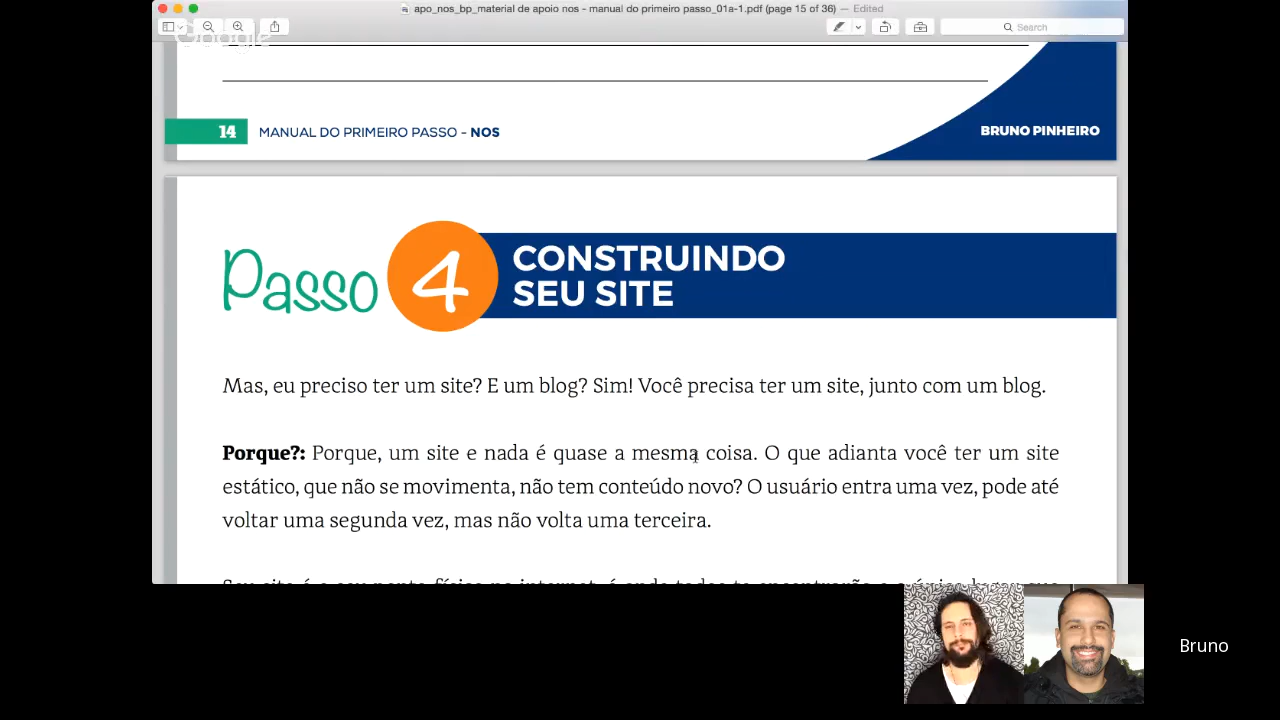 apo_nos_bp_material de apoio nos - manual do primeiro passo_01a-1.pdf (page 15 of 36) — Edited
Google
Search
14 MANUAL DO PRIMEIRO PASSO - NOS
BRUNO PINHEIRO
Passo 4 CONSTRUINDO
SEU SITE
Mas, eu preciso ter um site? E um blog? Sim! Você precisa ter um site, junto com um blog.
Porque?: Porque, um site e nada é quase a mesma coisa. O que adianta você ter um site
estático, que não se movimenta, não tem conteúdo novo? O usuário entra uma vez, pode até
voltar uma segunda vez, mas não volta uma terceira.
Bruno